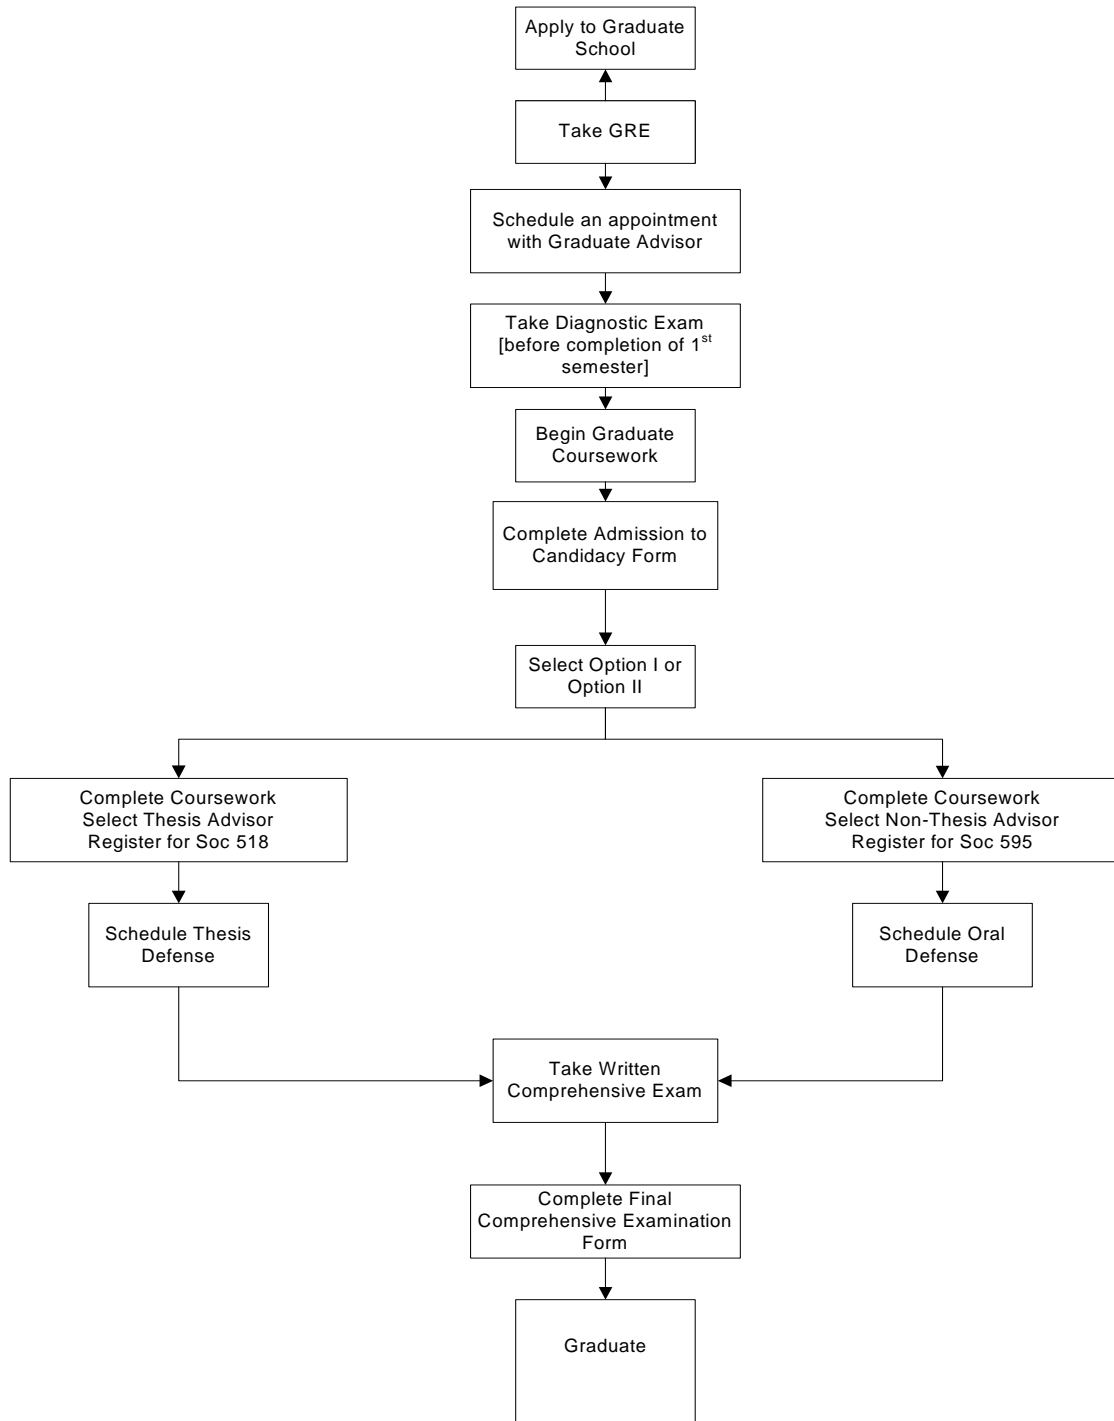 Apply to Graduate
School
Take GRE
Schedule an appointment
with Graduate Advisor
Take Diagnostic Exam
[before completion of 1st
semester]
Begin Graduate
Coursework
Complete Admission to
Candidacy Form
Select Option I or
Option II
Complete Coursework
Select Thesis Advisor
Register for Soc 518
Complete Coursework
Select Non-Thesis Advisor
Register for Soc 595
Schedule Thesis
Defense
Schedule Oral
Defense
Take Written
Comprehensive Exam
Complete Final
Comprehensive Examination
Form
Graduate